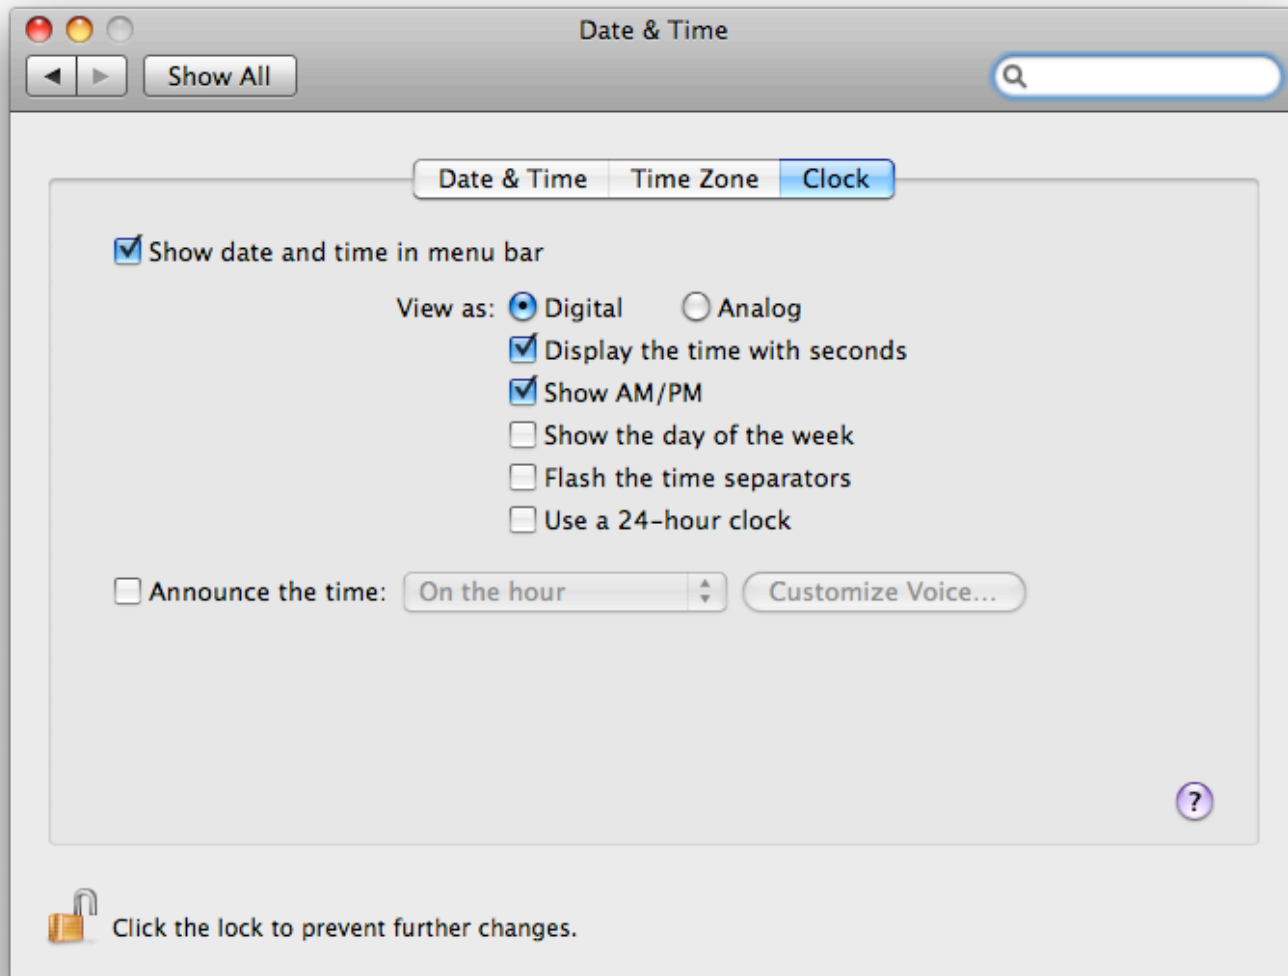 Date & Time
Show All
Date & Time Time Zone Clock
Show date and time in menu bar
View as: Digital Analog
Display the time with seconds
Show AM/PM
Show the day of the week
Flash the time separators
Use a 24-hour clock
Announce the time: On the hour Customize Voice...
?
Click the lock to prevent further changes.